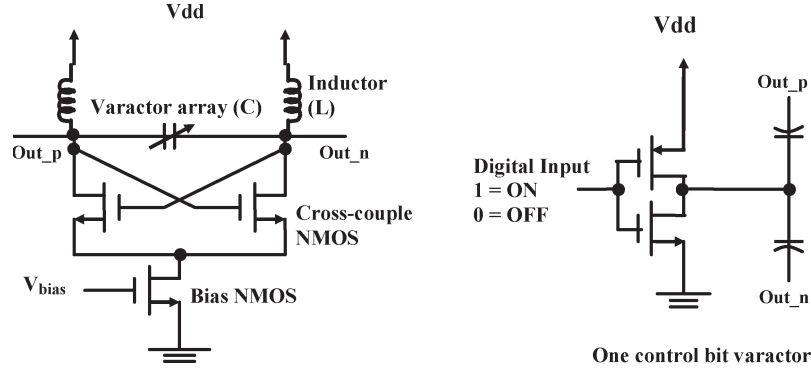 Vdd
Inductor
(L)
Varactor array (C)
Out_p
Out_n
Cross-couple
NMOS
Vbias
Bias NMOS
Vdd
Out_p
Digital Input
1 = ON
0 = OFF
Out_n
One control bit varactor